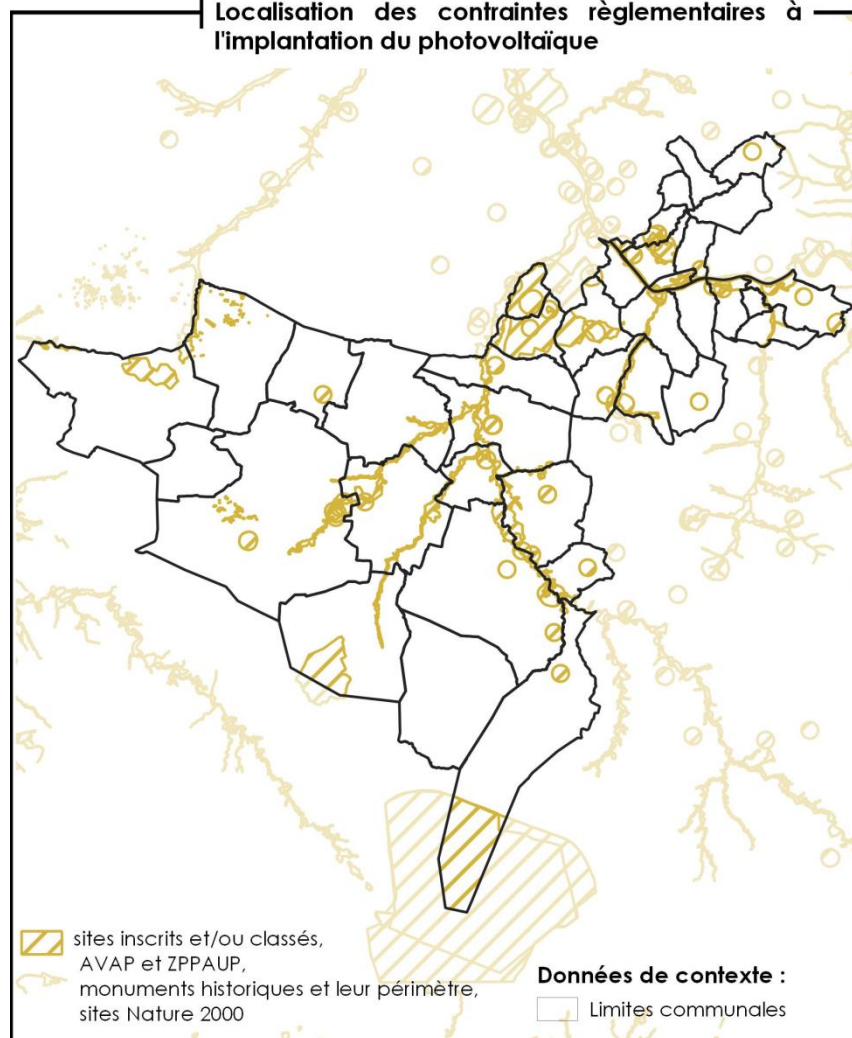 Localisation des contraintes règlementaires à
l'implantation du photovoltaïque
sites inscrits et/ou classés,
AVAP et ZPPAUP,
monuments historiques et leur périmètre,
sites Nature 2000
Données de contexte :
Limites communales